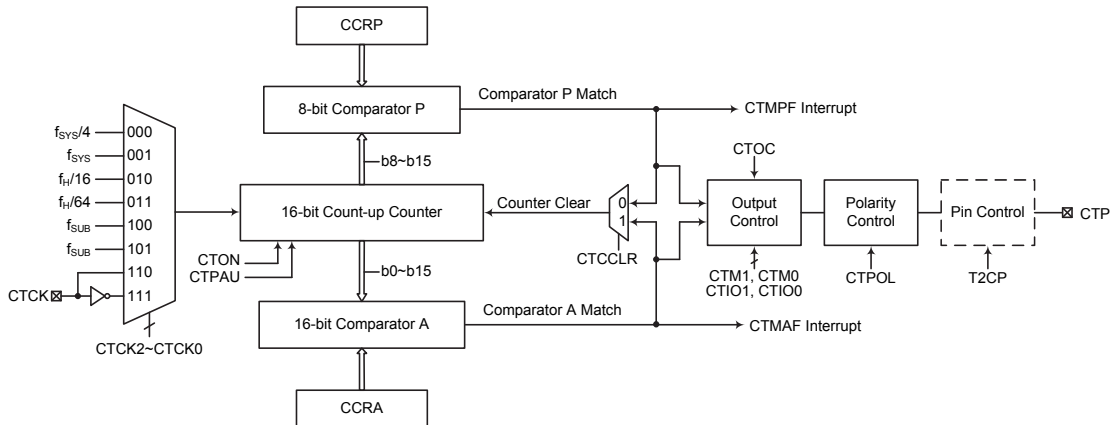 CCRP
8-bit Comparator P
Comparator P Match
CTMPF Interrupt
fSYS/4
000
fSYS
001
fH/16
010
fH/64
011
fSUB
100
fSUB
101
110
111
CTCK
CTCK2~CTCK0
b8~b15
16-bit Count-up Counter
CTON
CTPAU
b0~b15
Counter Clear
0
1
CTCCLR
CTOC
Output
Control
CTM1, CTM0
CTIO1, CTIO0
Polarity
Control
CTPOL
Pin Control
T2CP
CTP
16-bit Comparator A
Comparator A Match
CTMAF Interrupt
CCRA